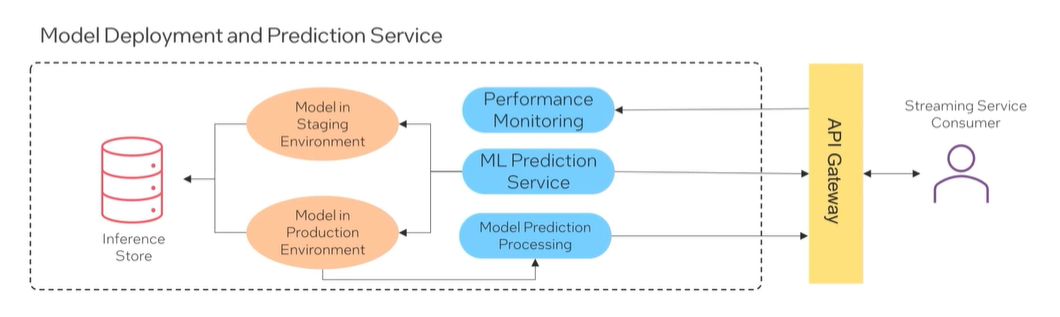 Model Deployment and Prediction Service
Model in
Staging
Environment
Performance
Monitoring
Streaming Service
Consumer
API Gateway
ML Prediction
Service
Inference
Store
Model in
Production
Environment
Model Prediction
Processing